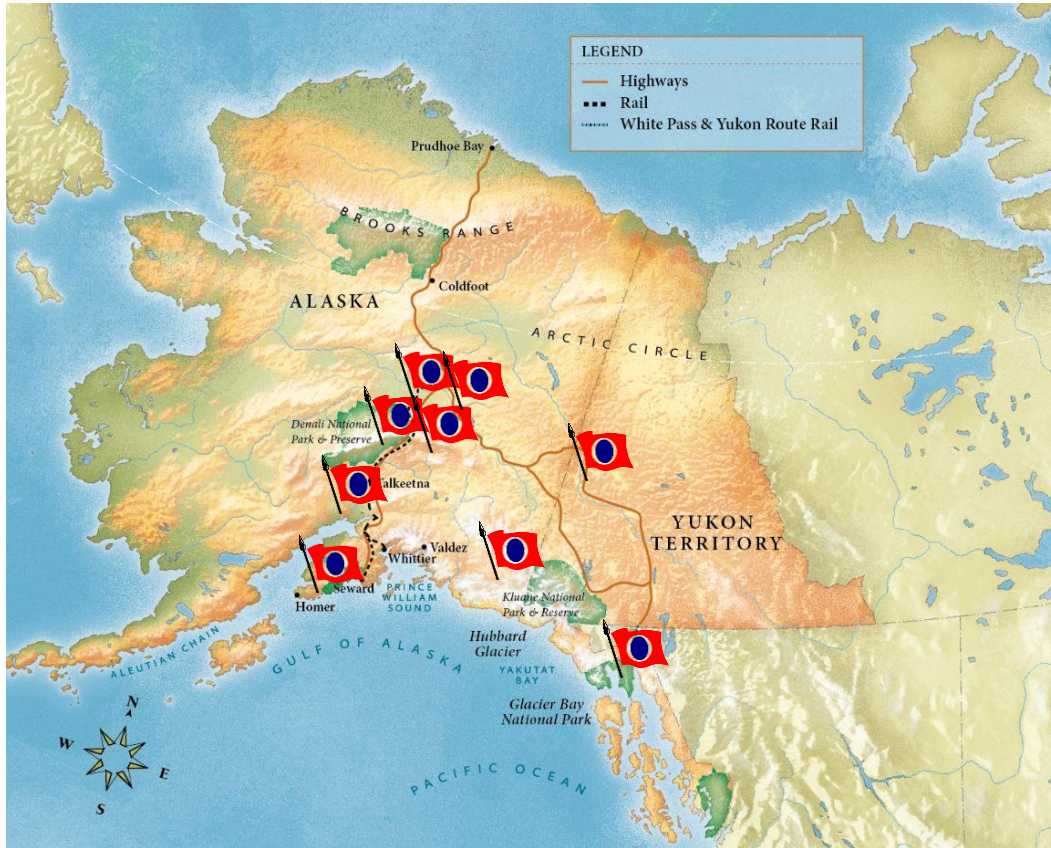 LEGEND
Highways
Rail
White Pass & Yukon Route Rail
Prudhoe Bay
BROOKS RANGE
Coldfoot
ALASKA
ARCTIC CIRCLE
Denali National
Park & Preserve
Talkeetna
YUKON
TERRITORY
Valdez
Whittier
Seward
Homer
PRINCE
WILLIAM
SOUND
Kluane National
Park & Reserve
Hubbard
Glacier
ALEUTIAN CHAIN
GULF OF ALASKA
YAKUTAT
BAY
Glacier Bay
National Park
PACIFIC OCEAN
N
W
E
S